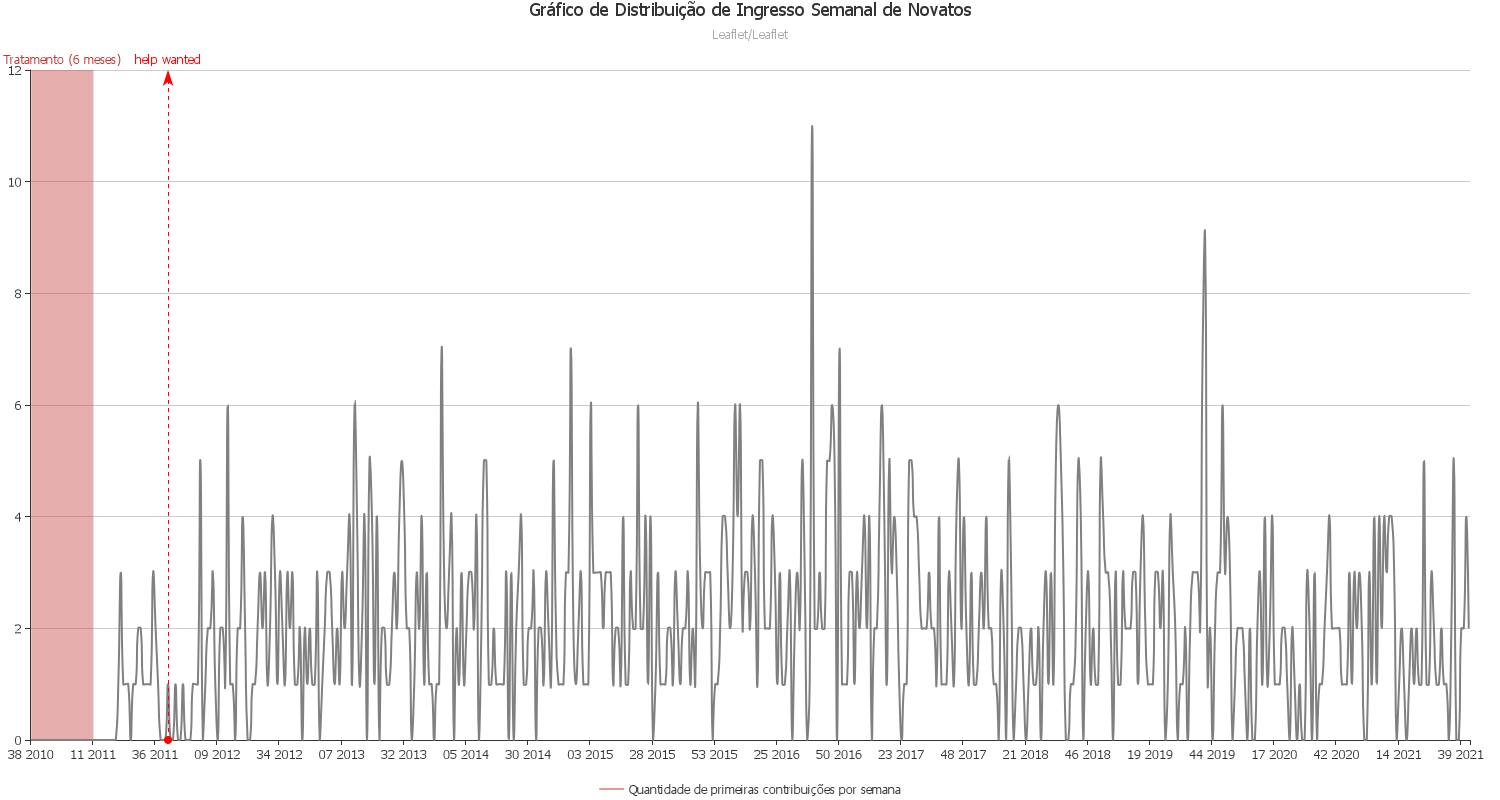 Gráfico de Distribuição de Ingresso Semanal de Novatos
Leaflet/Leaflet
Tratamento (6 meses) help wanted
12
10
8
6
4
2
0
38 2010 11 2011 36 2011 09 2012 34 2012 07 2013 32 2013 05 2014 30 2014 03 2015 28 2015 53 2015 25 2016 50 2016 23 2017 48 2017 21 2018 46 2018 19 2019 44 2019 17 2020 42 2020 14 2021 39 2021
Quantidade de primeiras contribuições por semana